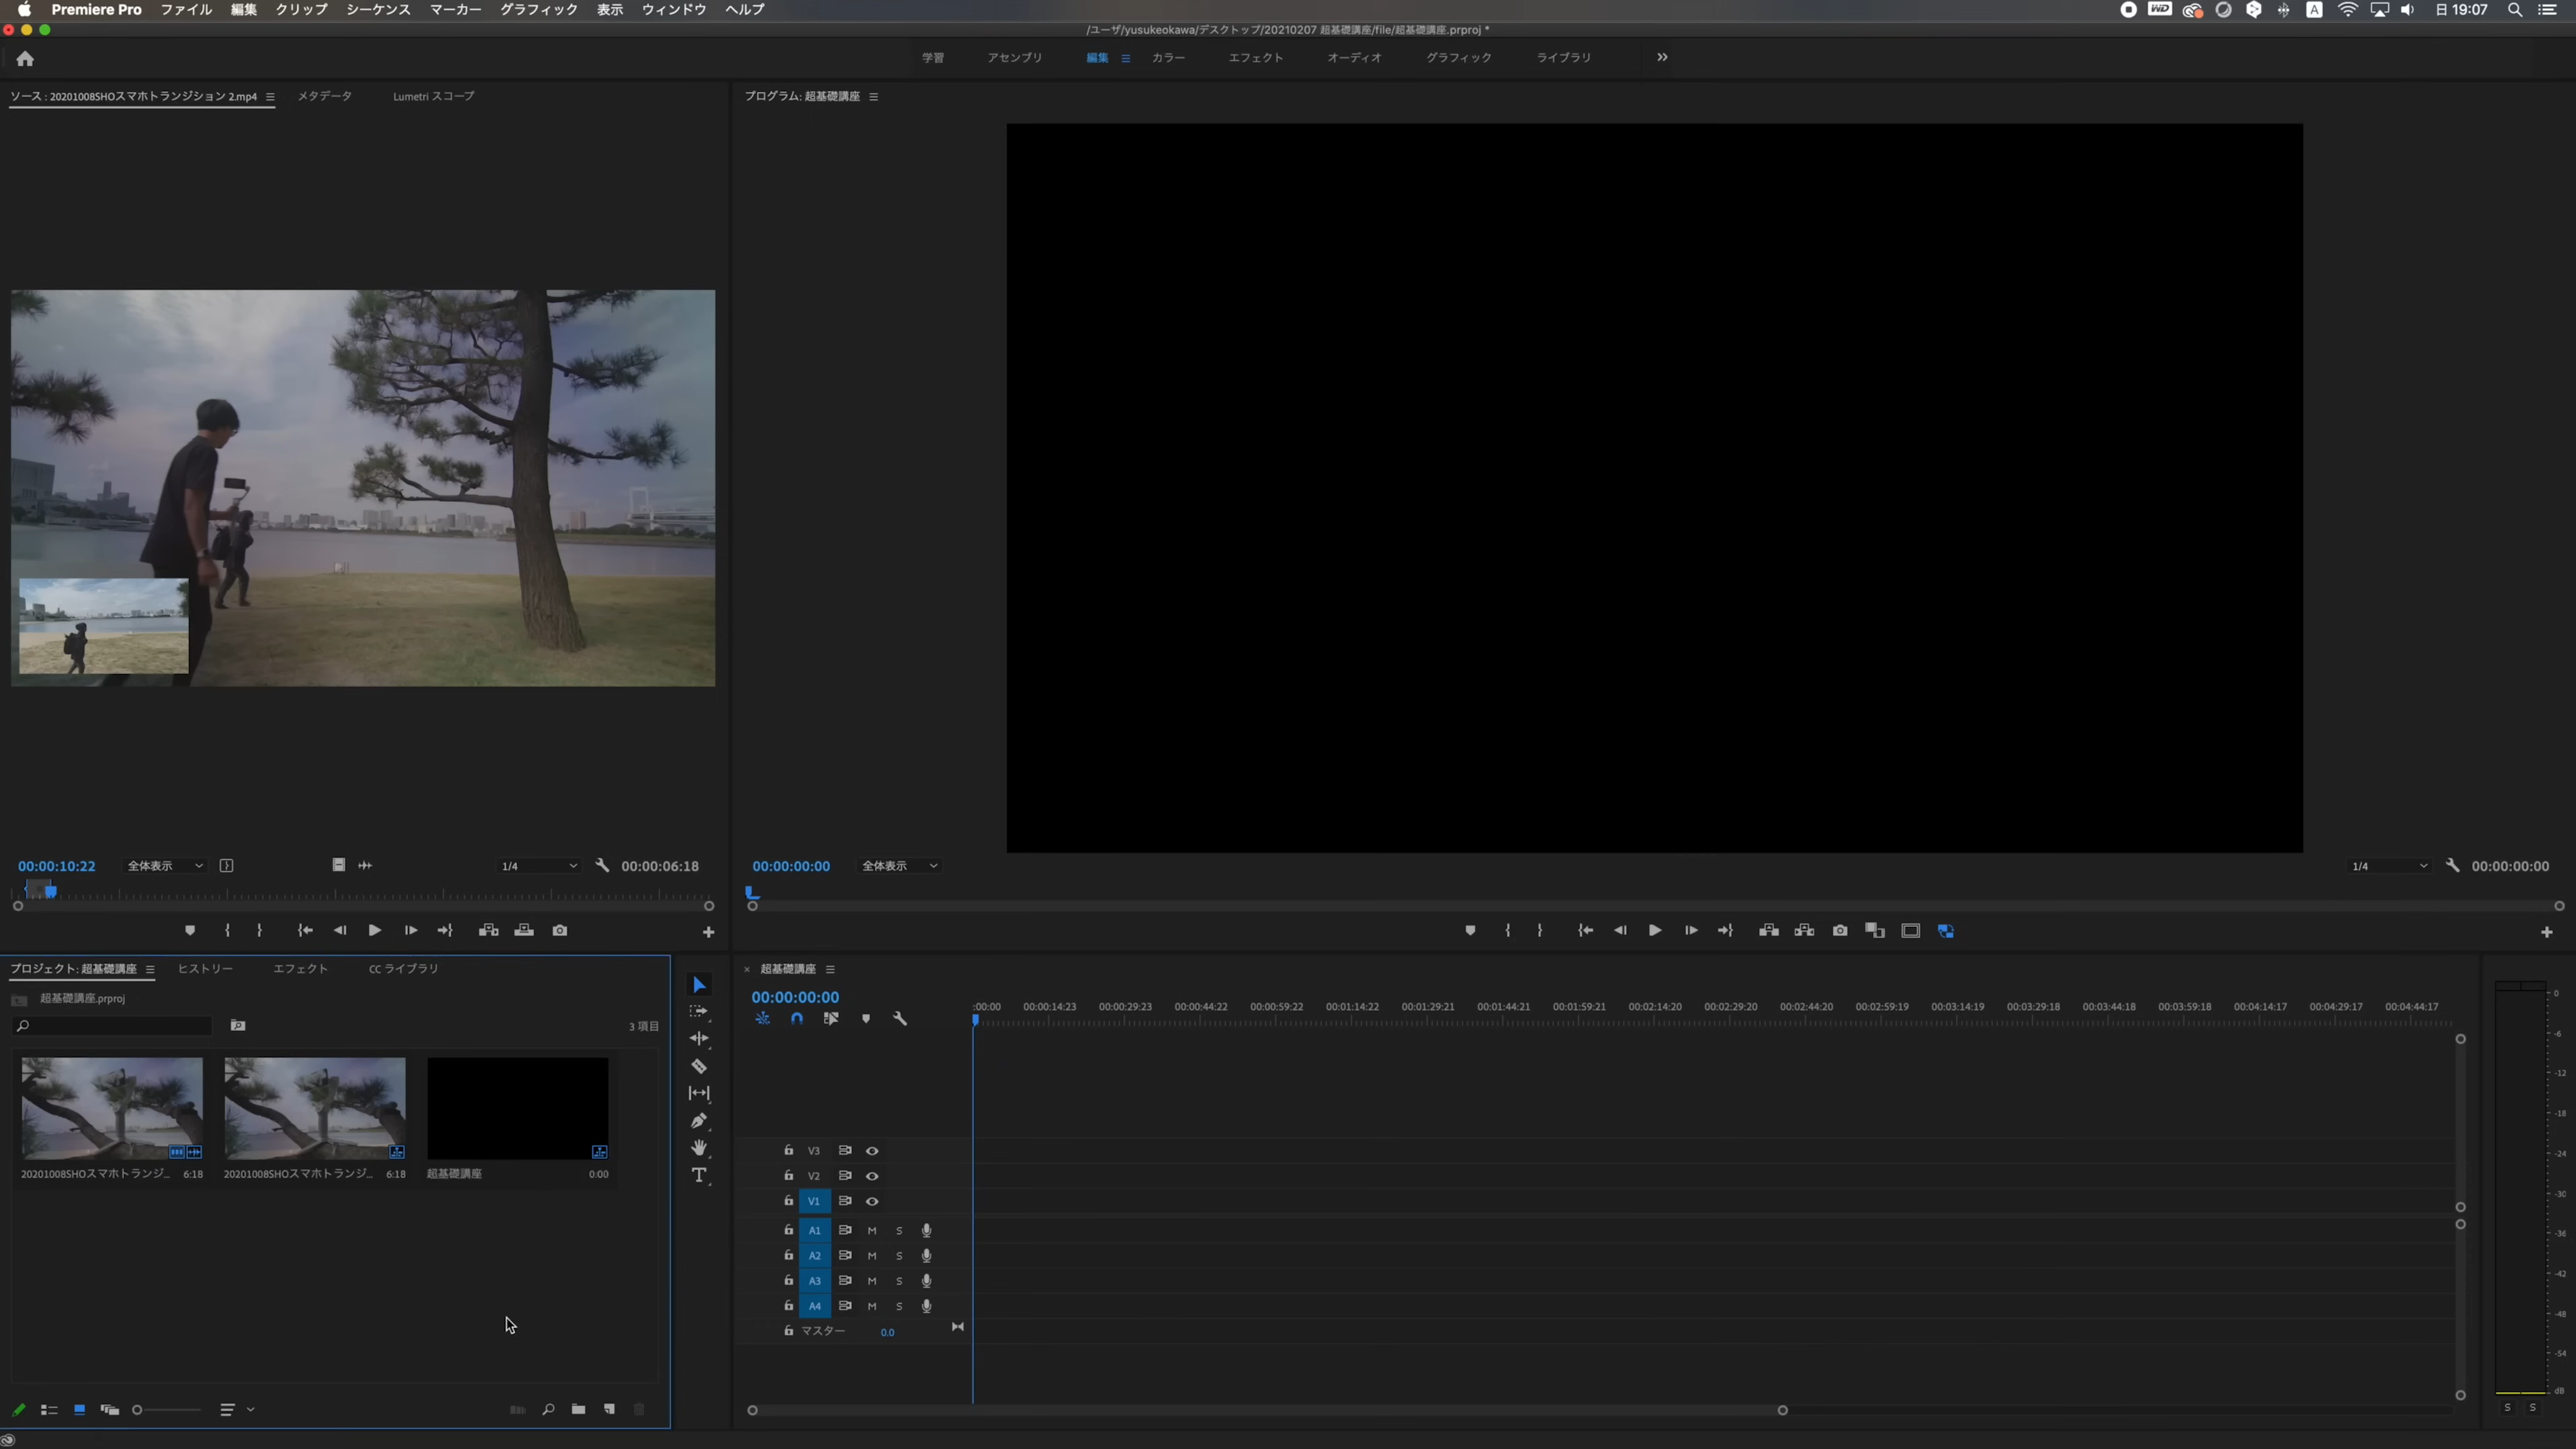 Premiere Pro ファイル 編集 クリップ シーケンス マーカー グラフィック 表示 ウィンドウ ヘルプ WD A 日 19:07
/ユーザ/yusukeokawa/デスクトップ/20210207 超基礎講座/file/超基礎講座.prproj *
学習 アセンブリ 編集 カラー エフェクト オーディオ グラフィック ライブラリ
ソース : 20201008SHOスマホトランジション 2.mp4 メタデータ Lumetri スコープ
プログラム: 超基礎講座
00:00:10:22 全体表示 1/4 00:00:06:18
00:00:00:00 全体表示 1/4 00:00:00:00
プロジェクト: 超基礎講座 ヒストリー エフェクト CC ライブラリ
超基礎講座.prproj
3 項目
20201008SHOスマホトランジ... 6:18 20201008SHOスマホトランジ... 6:18 超基礎講座 0:00
× 超基礎講座
00:00:00:00
:00:00 00:00:14:23 00:00:29:23 00:00:44:22 00:00:59:22 00:01:14:22 00:01:29:21 00:01:44:21 00:01:59:21 00:02:14:20 00:02:29:20 00:02:44:20 00:02:59:19 00:03:14:19 00:03:29:18 00:03:44:18 00:03:59:18 00:04:14:17 00:04:29:17 00:04:44:17
V3
V2
V1
A1 M S
A2 M S
A3 M S
A4 M S
マスター 0.0
0
-6
-12
-18
-24
-30
-36
-42
-48
-54
dB
S S